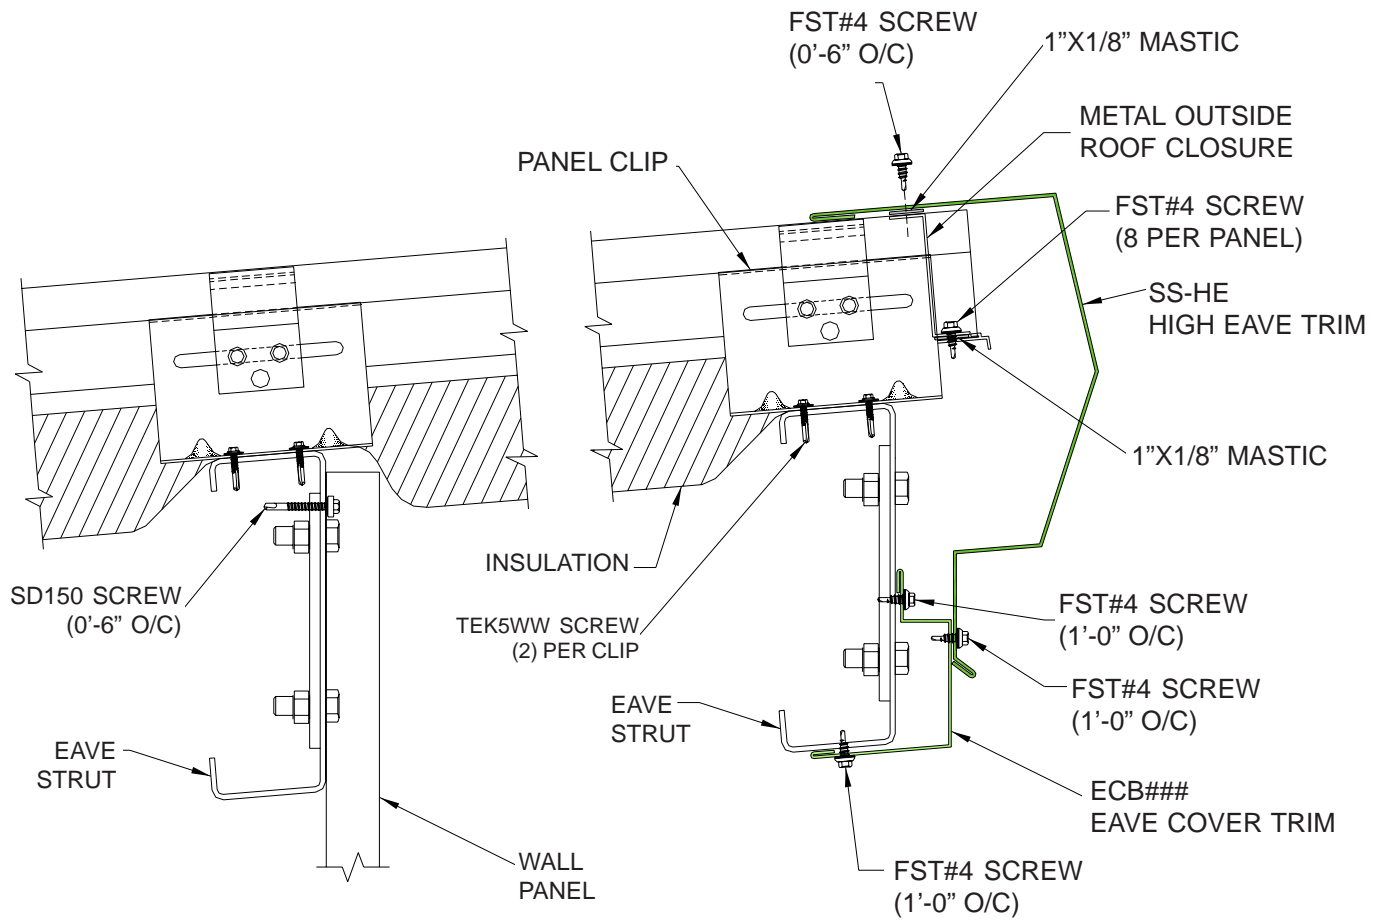 FST#4 SCREW
(0'-6" O/C)
1"X1/8" MASTIC
METAL OUTSIDE
ROOF CLOSURE
PANEL CLIP
FST#4 SCREW
(8 PER PANEL)
SS-HE
HIGH EAVE TRIM
1"X1/8" MASTIC
INSULATION
SD150 SCREW
(0'-6" O/C)
TEK5WW SCREW
(2) PER CLIP
FST#4 SCREW
(1'-0" O/C)
FST#4 SCREW
(1'-0" O/C)
EAVE
STRUT
EAVE
STRUT
ECB###
EAVE COVER TRIM
WALL
PANEL
FST#4 SCREW
(1'-0" O/C)